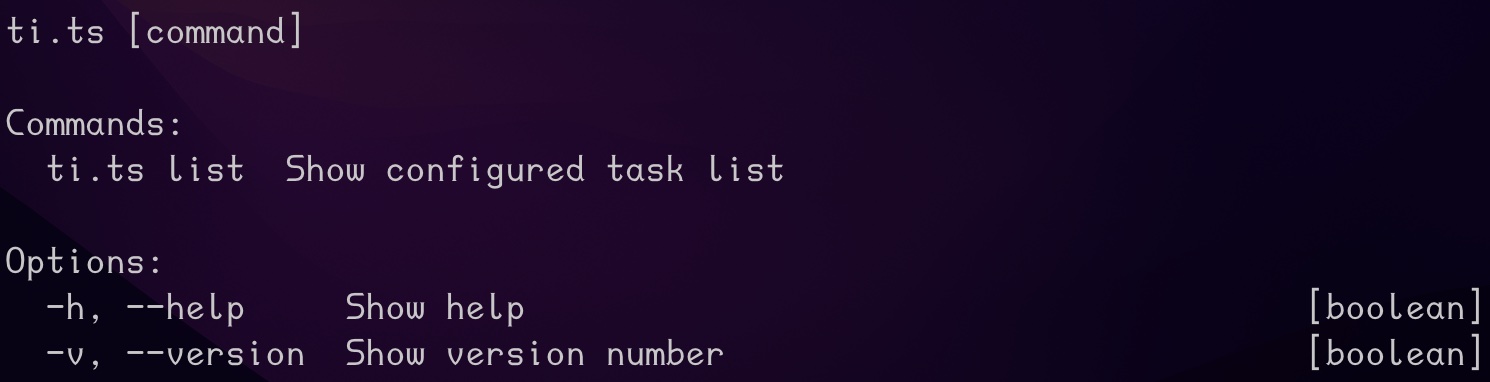 ti.ts [command]

Commands:
  ti.ts list  Show configured task list

Options:
  -h, --help     Show help                                       [boolean]
  -v, --version  Show version number                             [boolean]